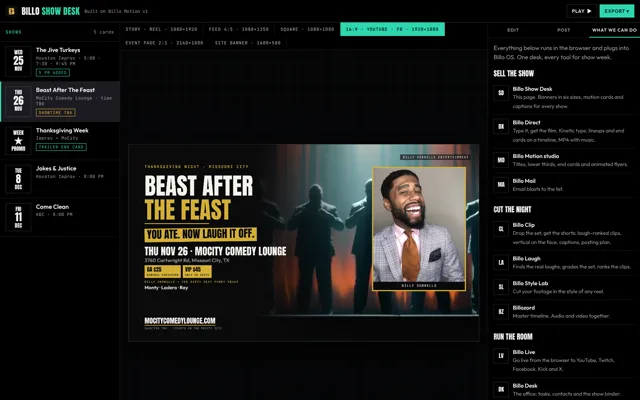 B BILLO SHOW DESK Built on Billo Motion v1
PLAY ▶ EXPORT ▾
SHOWS 5 cards
WED 25 NOV
The Jive Turkeys
Houston Improv · 5:00 ·
7:30 · 9:45 PM
5 PM ADDED
THU 26 NOV
Beast After The Feast
MoCity Comedy Lounge · time
TBA
SHOWTIME TBA
WEEK ★ PROMO
Thanksgiving Week
Improv + MoCity
TRAILER END CARD
TUE 8 DEC
Jokes & Justice
Houston Improv · 8:00 PM
FRI 11 DEC
Come Clean
8:00 PM
STORY · REEL · 1080×1920
FEED 4:5 · 1080×1350
SQUARE · 1080×1080
16:9 · YOUTUBE / FB · 1920×1080
EVENT PAGE 2:1 · 2160×1080
SITE BANNER · 1600×500
THANKSGIVING NIGHT · MISSOURI CITY
BEAST AFTER
THE FEAST
YOU ATE. NOW LAUGH IT OFF.
THU NOV 26 · MOCITY COMEDY LOUNGE
3760 Cartwright Rd, Missouri City, TX
GA $25
VIP $45
Monty · Ladera · Ray
MOCITYCOMEDYLOUNGE.COM
BILLY SORRELLS ENTERTAINMENT
BILLY SORRELLS
EDIT
POST
WHAT WE CAN DO
Everything below runs in the browser and plugs into
Billo OS. One desk, every tool for show week.
SELL THE SHOW
SD
Billo Show Desk
This page. Banners in six sizes, motion cards and
captions for every show.
DR
Billo Direct
Type it, get the film. Kinetic type, lineups and end
cards on a timeline, MP4 with music.
MO
Billo Motion studio
Titles, lower thirds, end cards and animated flyers.
MA
Billo Mail
Email blasts to the list.
CUT THE NIGHT
CL
Billo Clip
Drop the set, get the shorts, laugh-ranked clips,
vertical on the face, captions, posting plan.
LA
Billo Laugh
Finds the real laughs, grades the set, ranks the clips.
SL
Billo Style Lab
Cut your footage in the style of any reel.
BZ
Billozord
Master timeline. Audio and video together.
RUN THE ROOM
LV
Billo Live
Go live from the browser to YouTube, Twitch,
Facebook, Kick and X.
DK
Billo Desk
The office: tasks, contacts and the show binder.